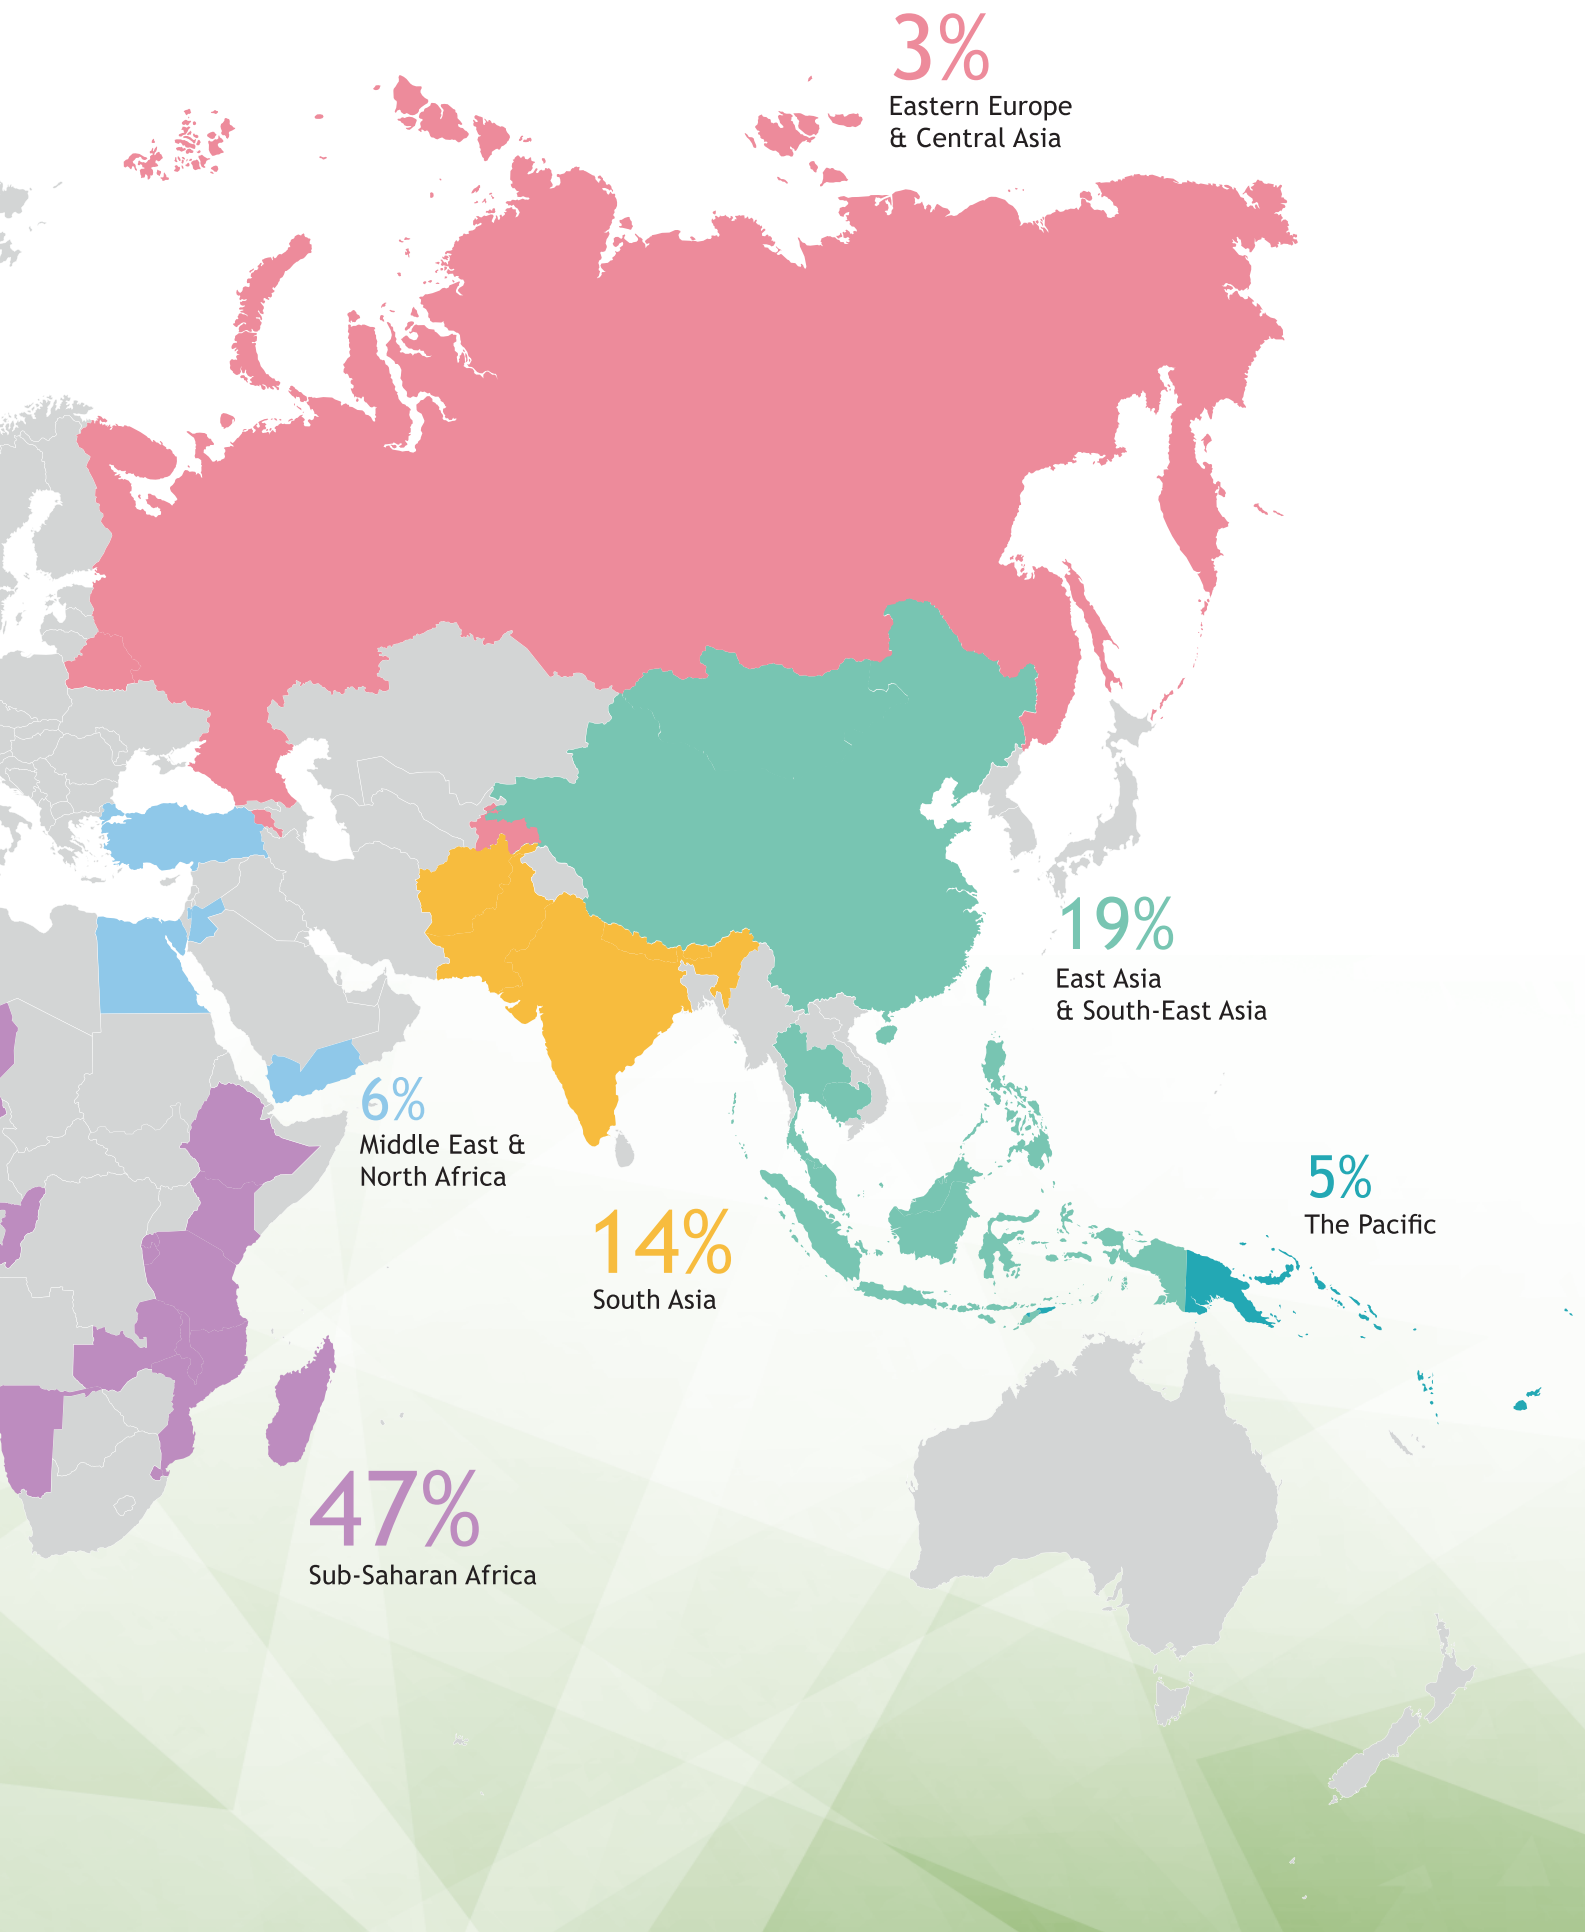 3%
Eastern Europe
& Central Asia
19%
East Asia
& South-East Asia
6%
Middle East &
North Africa
5%
The Pacific
14%
South Asia
47%
Sub-Saharan Africa